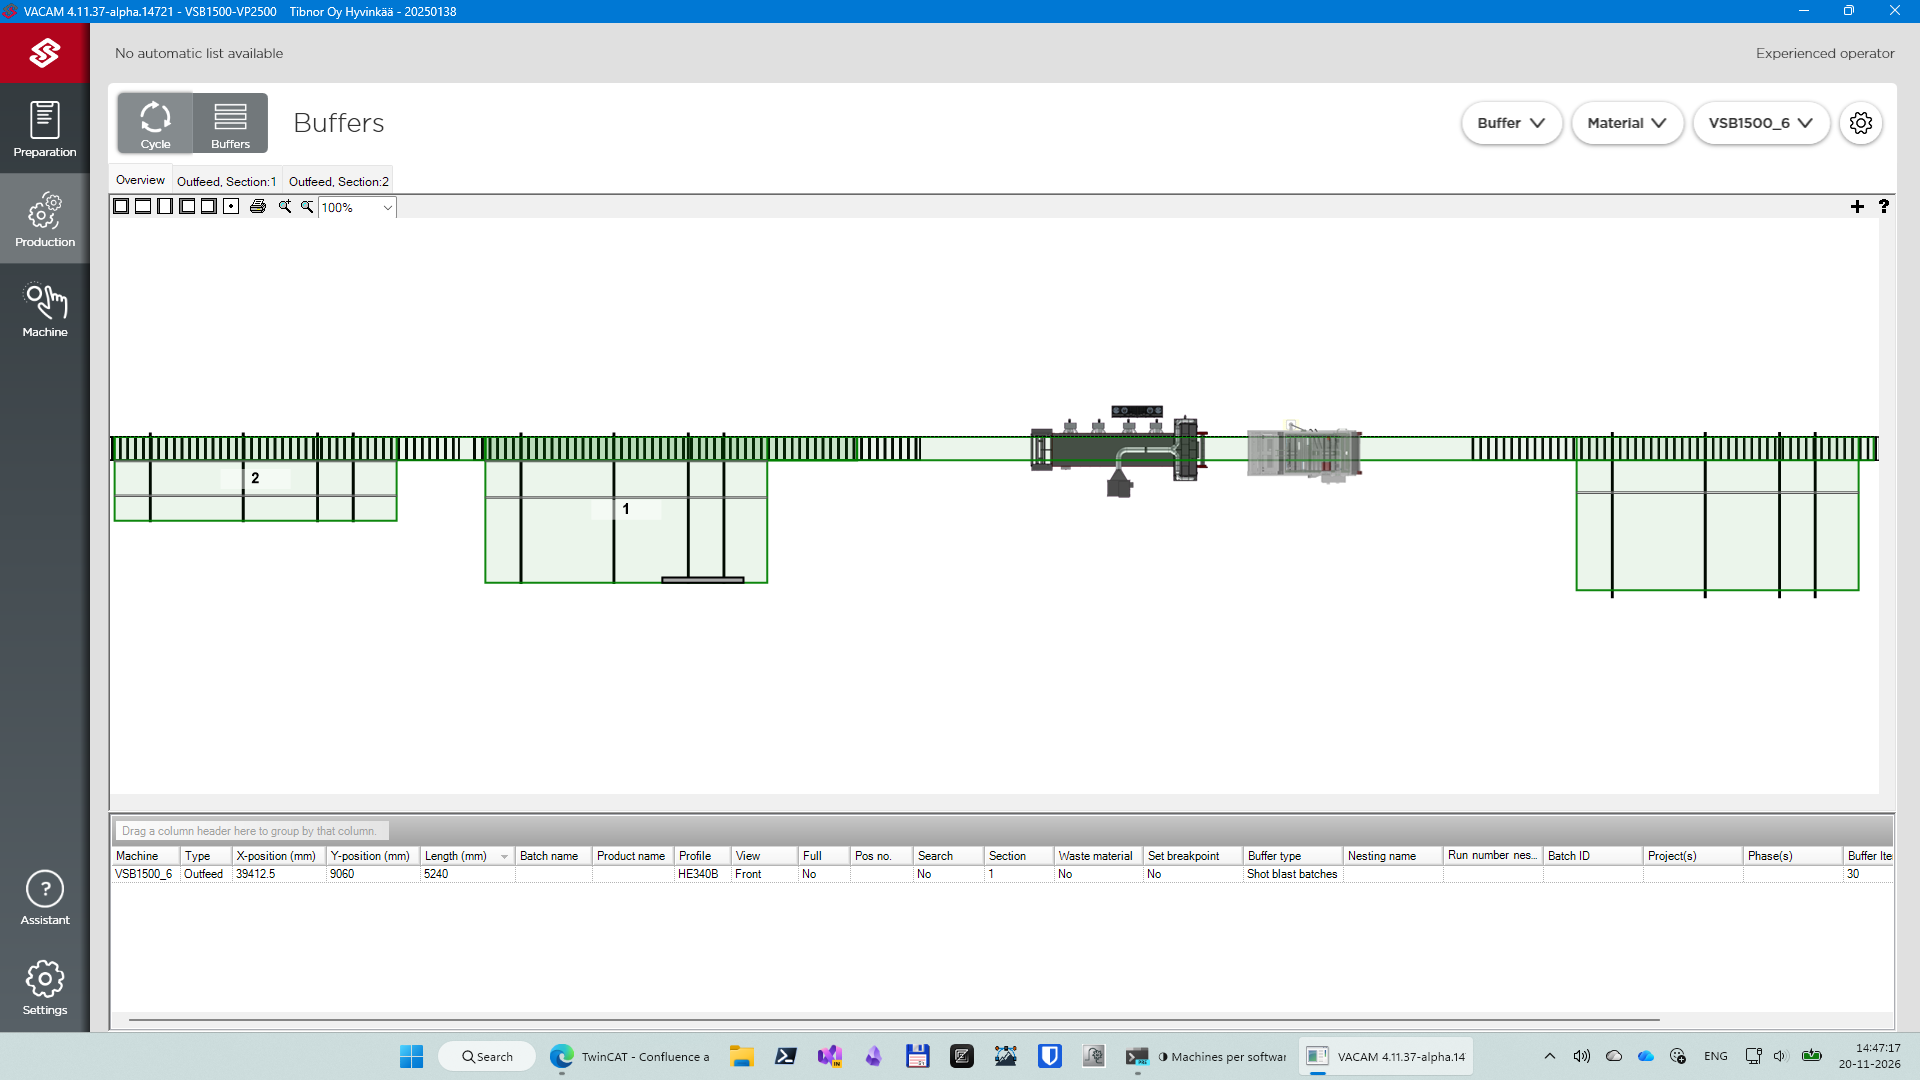 VACAM 4.11.37-alpha.14721 - VSB1500-VP2500    Tibnor Oy Hyvinkää - 20250138
No automatic list available
Experienced operator
Preparation
Production
Machine
Assistant
Settings
Cycle
Buffers
Buffers
Buffer
Material
VSB1500_6
Overview
Outfeed, Section:1
Outfeed, Section:2
100%
+ ?
2
1
Drag a column header here to group by that column.
Machine Type X-position (mm) Y-position (mm) Length (mm) Batch name Product name Profile View Full Pos no. Search Section Waste material Set breakpoint Buffer type Nesting name Run number nes... Batch ID Project(s) Phase(s) Buffer Ite
VSB1500_6 Outfeed 39412.5 9060 5240 HE340B Front No No 1 No No Shot blast batches 30
Search
TwinCAT - Confluence a
Machines per softwar
VACAM 4.11.37-alpha.14
ENG
14:47:17
20-11-2026